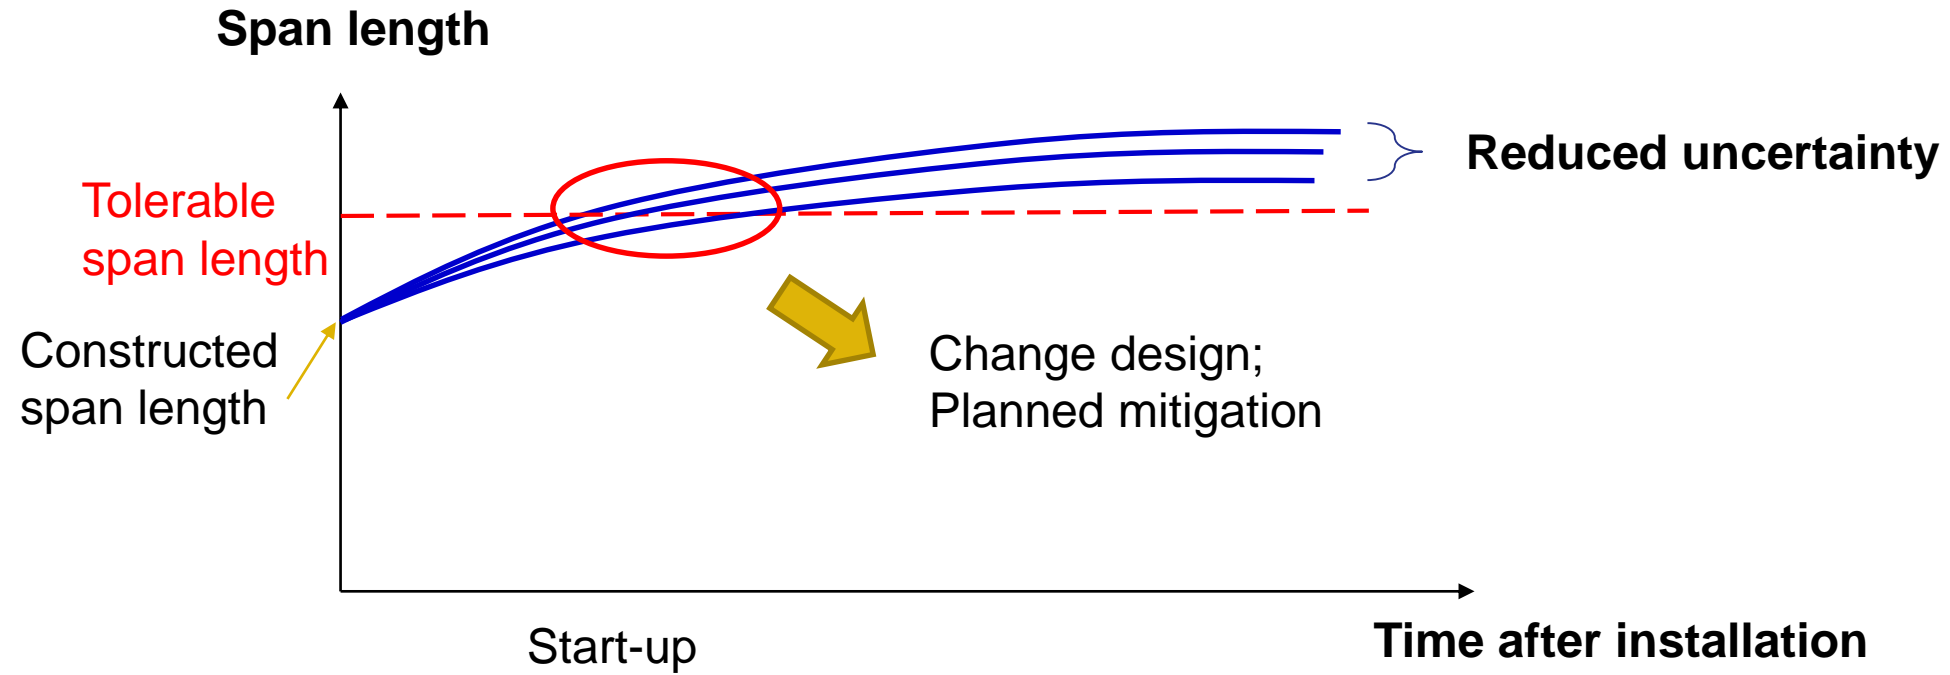 Span length
Reduced uncertainty
Tolerable
span length
Constructed
span length
Change design;
Planned mitigation
Start-up
Time after installation